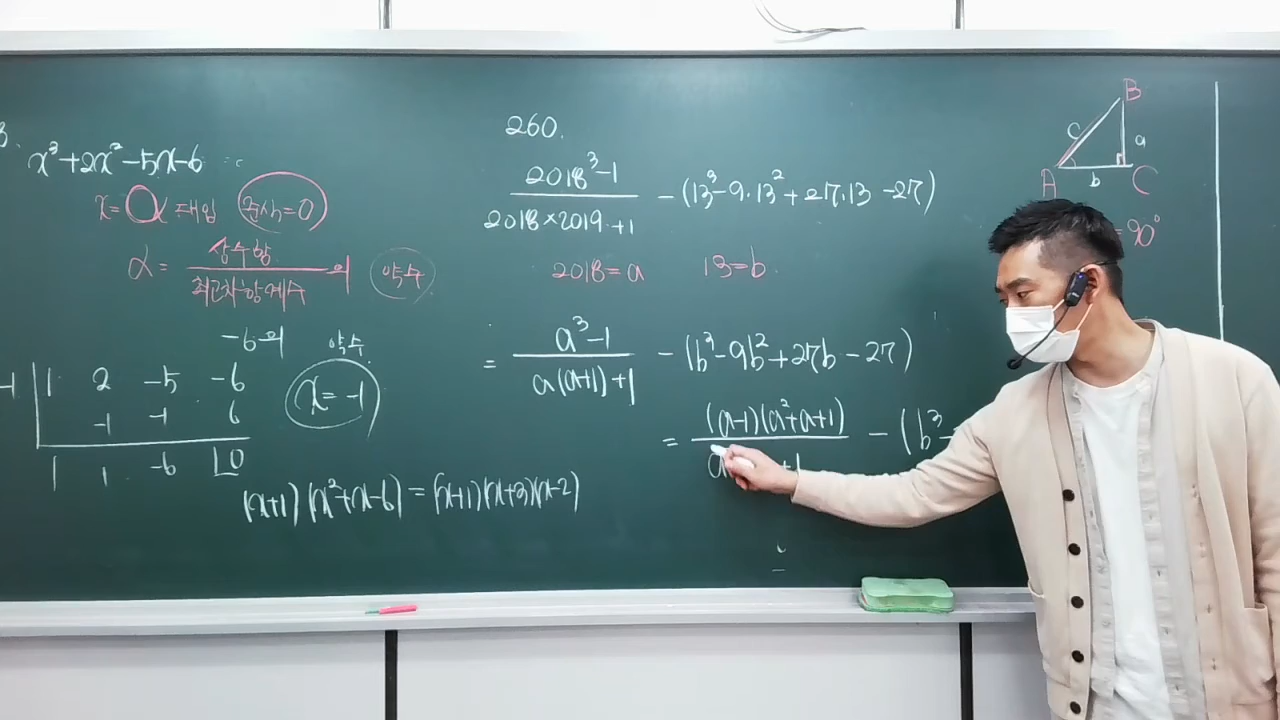 x³+2x²-5x-6 =
x=α 대입 수식=0
α = 상수항 의 약수
최고차항계수
-6의 약수
-1 | 1 2 -5 -6
-1 -1 6
1 1 -6 0
x=-1
(x+1)(x²+x-6)=(x+1)(x+3)(x-2)
260.
2018³-1
2018×2019+1
-(13³-9·13²+27·13-27)
2018=a 13=b
= a³-1
a(a+1)+1
-(b³-9b²+27b-27)
= (a-1)(a²+a+1)
a +1
-(b³-
B
c a
A b C
=90°